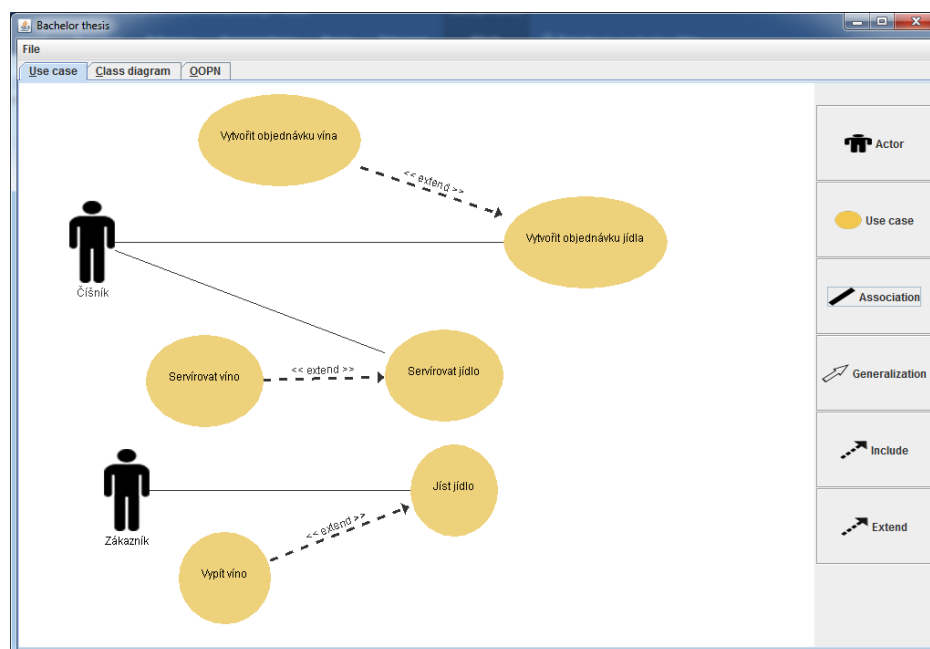 Bachelor thesis
File
Use case
Class diagram
OOPN
Vytvořit objednávku vína
<< extend >>
Vytvořit objednávku jídla
Číšník
Servírovat víno
<< extend >>
Servírovat jídlo
Jíst jídlo
<< extend >>
Zákazník
Vypít víno
Actor
Use case
Association
Generalization
Include
Extend